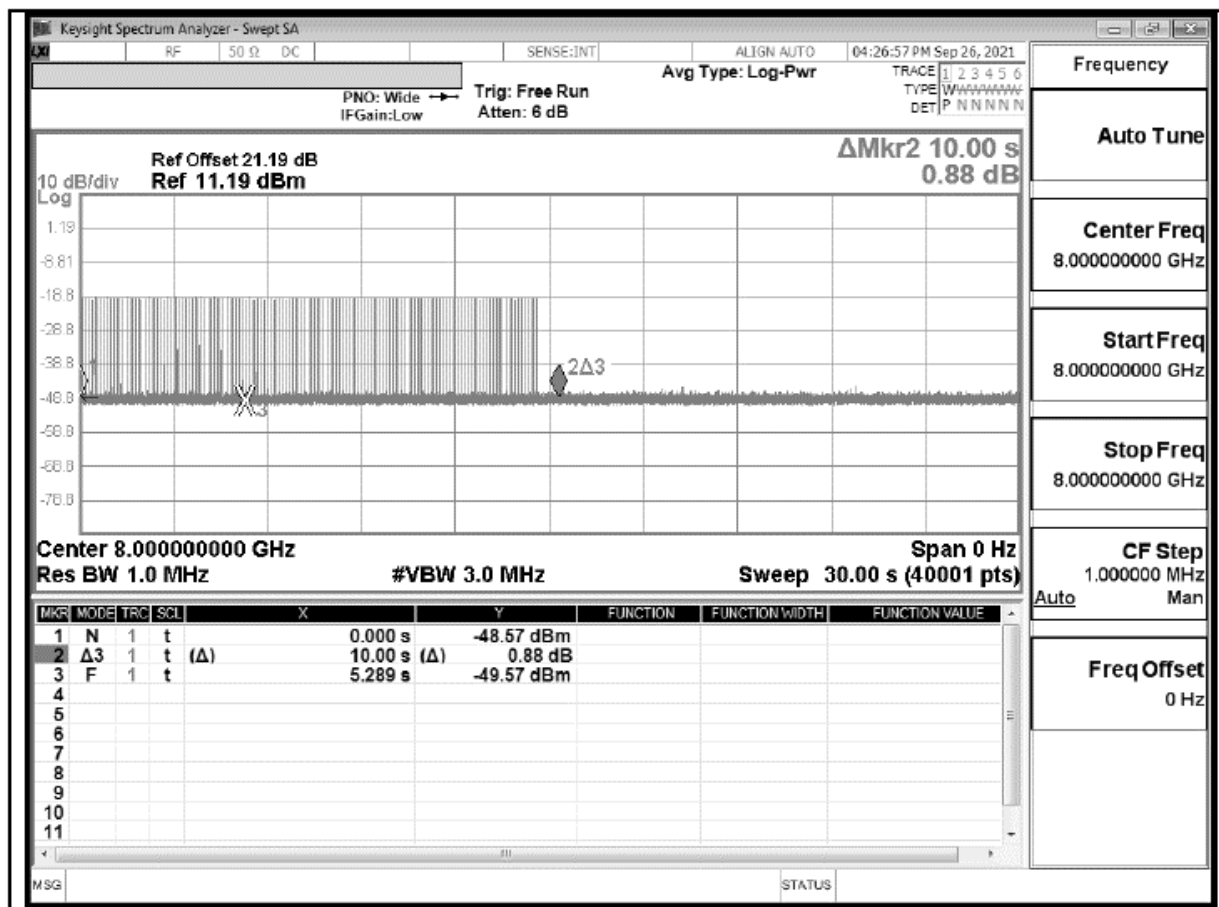 Keysight Spectrum Analyzer - Swept SA
LXI RF 50 Ω DC SENSE:INT ALIGN AUTO 04:26:57 PM Sep 26, 2021
PNO: Wide
IFGain:Low
Trig: Free Run
Atten: 6 dB
Avg Type: Log-Pwr
TRACE 1 2 3 4 5 6
TYPE WWWWWW
DET P N N N N N
ΔMkr2 10.00 s
0.88 dB
Ref Offset 21.19 dB
10 dB/div Ref 11.19 dBm
Log
1.19
-8.81
-18.8
-28.8
-38.8
-48.8
-58.8
-68.8
-78.8
1
2Δ3
3
Center 8.000000000 GHz Span 0 Hz
Res BW 1.0 MHz #VBW 3.0 MHz Sweep 30.00 s (40001 pts)
MKR MODE TRC SCL X Y FUNCTION FUNCTION WIDTH FUNCTION VALUE
1 N 1 t 0.000 s -48.57 dBm
2 Δ3 1 t (Δ) 10.00 s (Δ) 0.88 dB
3 F 1 t 5.289 s -49.57 dBm
4
5
6
7
8
9
10
11
MSG STATUS
Frequency
Auto Tune
Center Freq
8.000000000 GHz
Start Freq
8.000000000 GHz
Stop Freq
8.000000000 GHz
CF Step
1.000000 MHz
Auto Man
Freq Offset
0 Hz